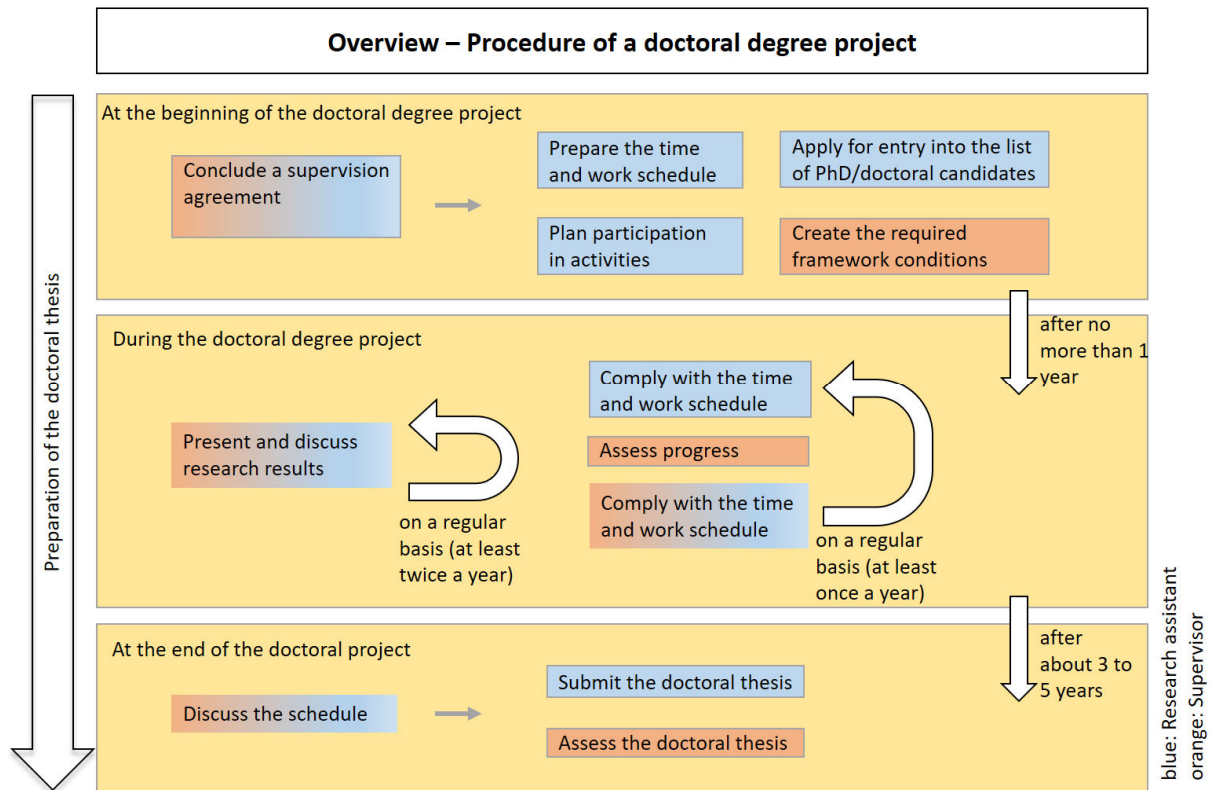 Overview – Procedure of a doctoral degree project
Preparation of the doctoral thesis
At the beginning of the doctoral degree project
Conclude a supervision
agreement
Prepare the time
and work schedule
Apply for entry into the list
of PhD/doctoral candidates
Plan participation
in activities
Create the required
framework conditions
after no
more than 1
year
During the doctoral degree project
Present and discuss
research results
on a regular
basis (at least
twice a year)
Comply with the time
and work schedule
Assess progress
Comply with the time
and work schedule
on a regular
basis (at least
once a year)
after
about 3 to
5 years
At the end of the doctoral project
Discuss the schedule
Submit the doctoral thesis
Assess the doctoral thesis
blue: Research assistant
orange: Supervisor